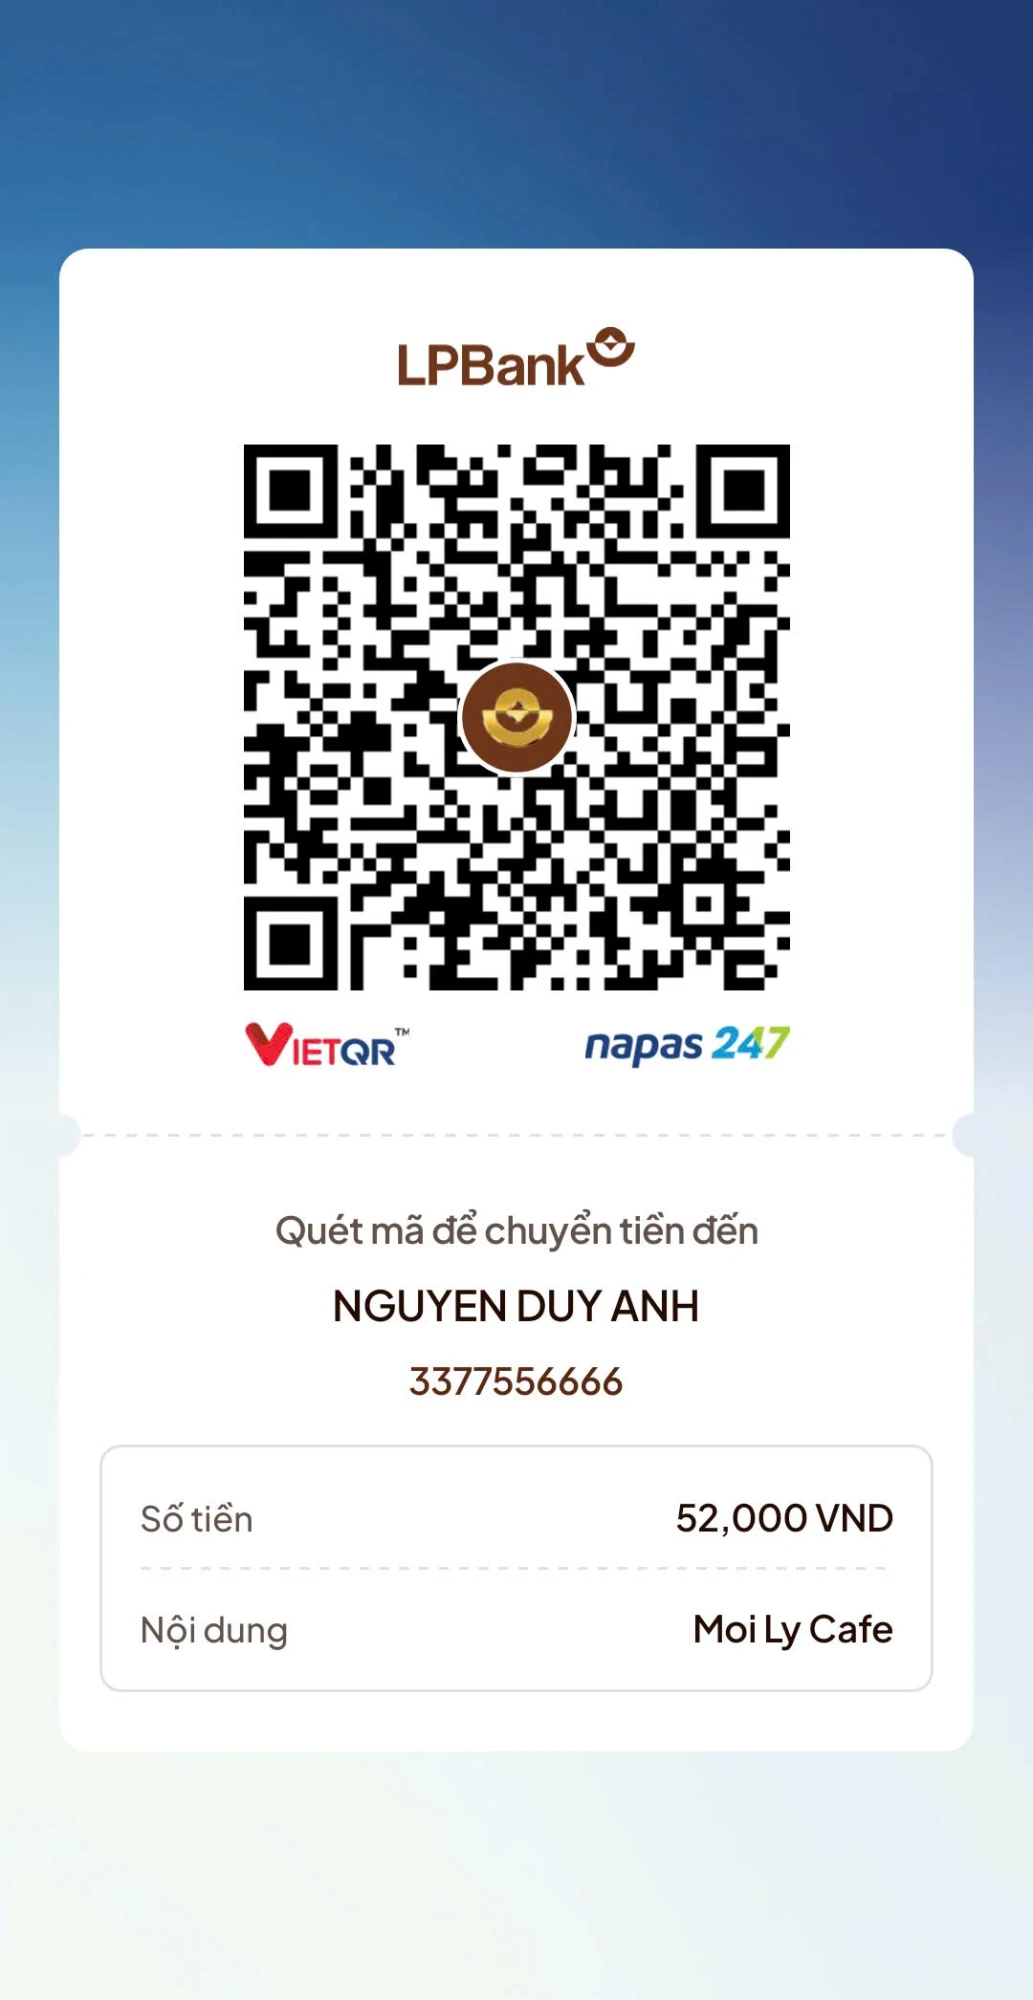 LPBank
VIETQR™
napas 247
Quét mã để chuyển tiền đến
NGUYEN DUY ANH
3377556666
Số tiền 52,000 VND
Nội dung Moi Ly Cafe